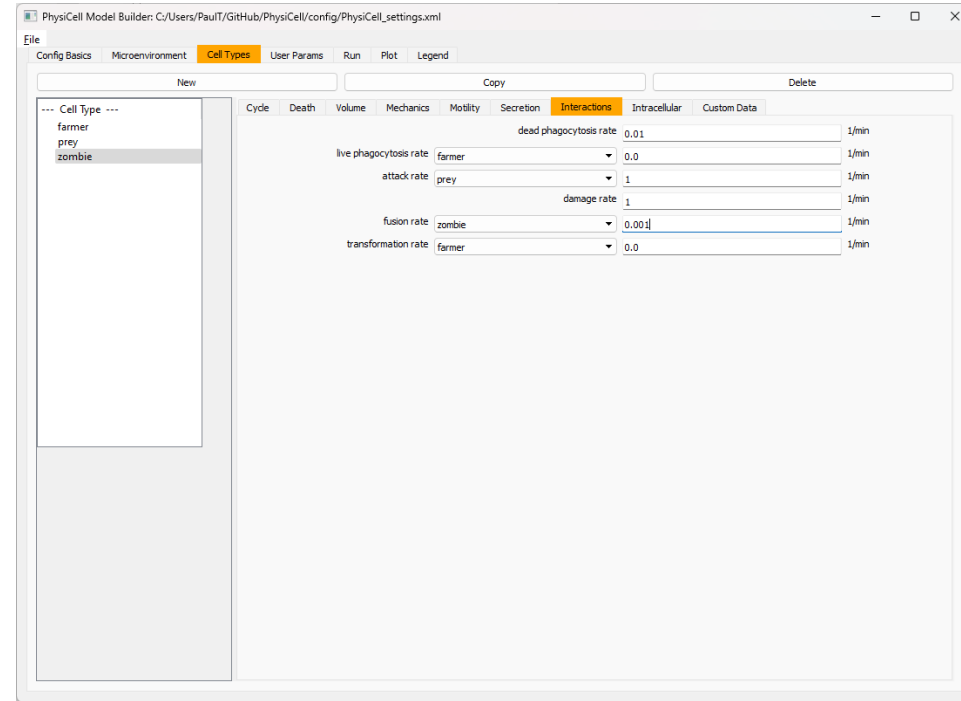 PhysiCell Model Builder: C:/Users/PaulT/GitHub/PhysiCell/config/PhysiCell_settings.xml
File
Config Basics Microenvironment Cell Types User Params Run Plot Legend
New Copy Delete
--- Cell Type ---
farmer
prey
zombie
Cycle Death Volume Mechanics Motility Secretion Interactions Intracellular Custom Data
dead phagocytosis rate 0.01 1/min
live phagocytosis rate farmer 0.0 1/min
attack rate prey 1 1/min
damage rate 1 1/min
fusion rate zombie 0.001 1/min
transformation rate farmer 0.0 1/min